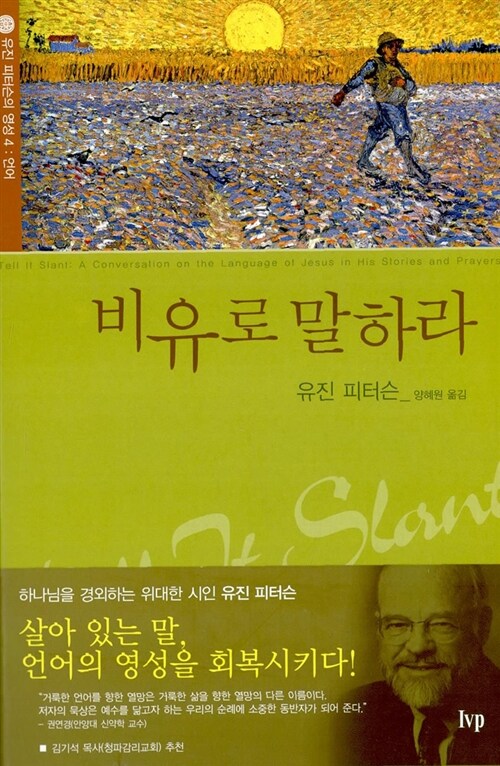 유진 피터슨의 영성 4 : 언어
Tell It Slant: A Conversation on the Language of Jesus in His Stories and Prayers
비유로 말하라
유진 피터슨_ 양혜원 옮김
Tell It Slant
하나님을 경외하는 위대한 시인 유진 피터슨
살아 있는 말,
언어의 영성을 회복시키다!
“거룩한 언어를 향한 열망은 거룩한 삶을 향한 열망의 다른 이름이다.
저자의 묵상은 예수를 닮고자 하는 우리의 순례에 소중한 동반자가 되어 준다.”
- 권연경(안양대 신약학 교수)
■ 김기석 목사(청파감리교회) 추천
Ivp